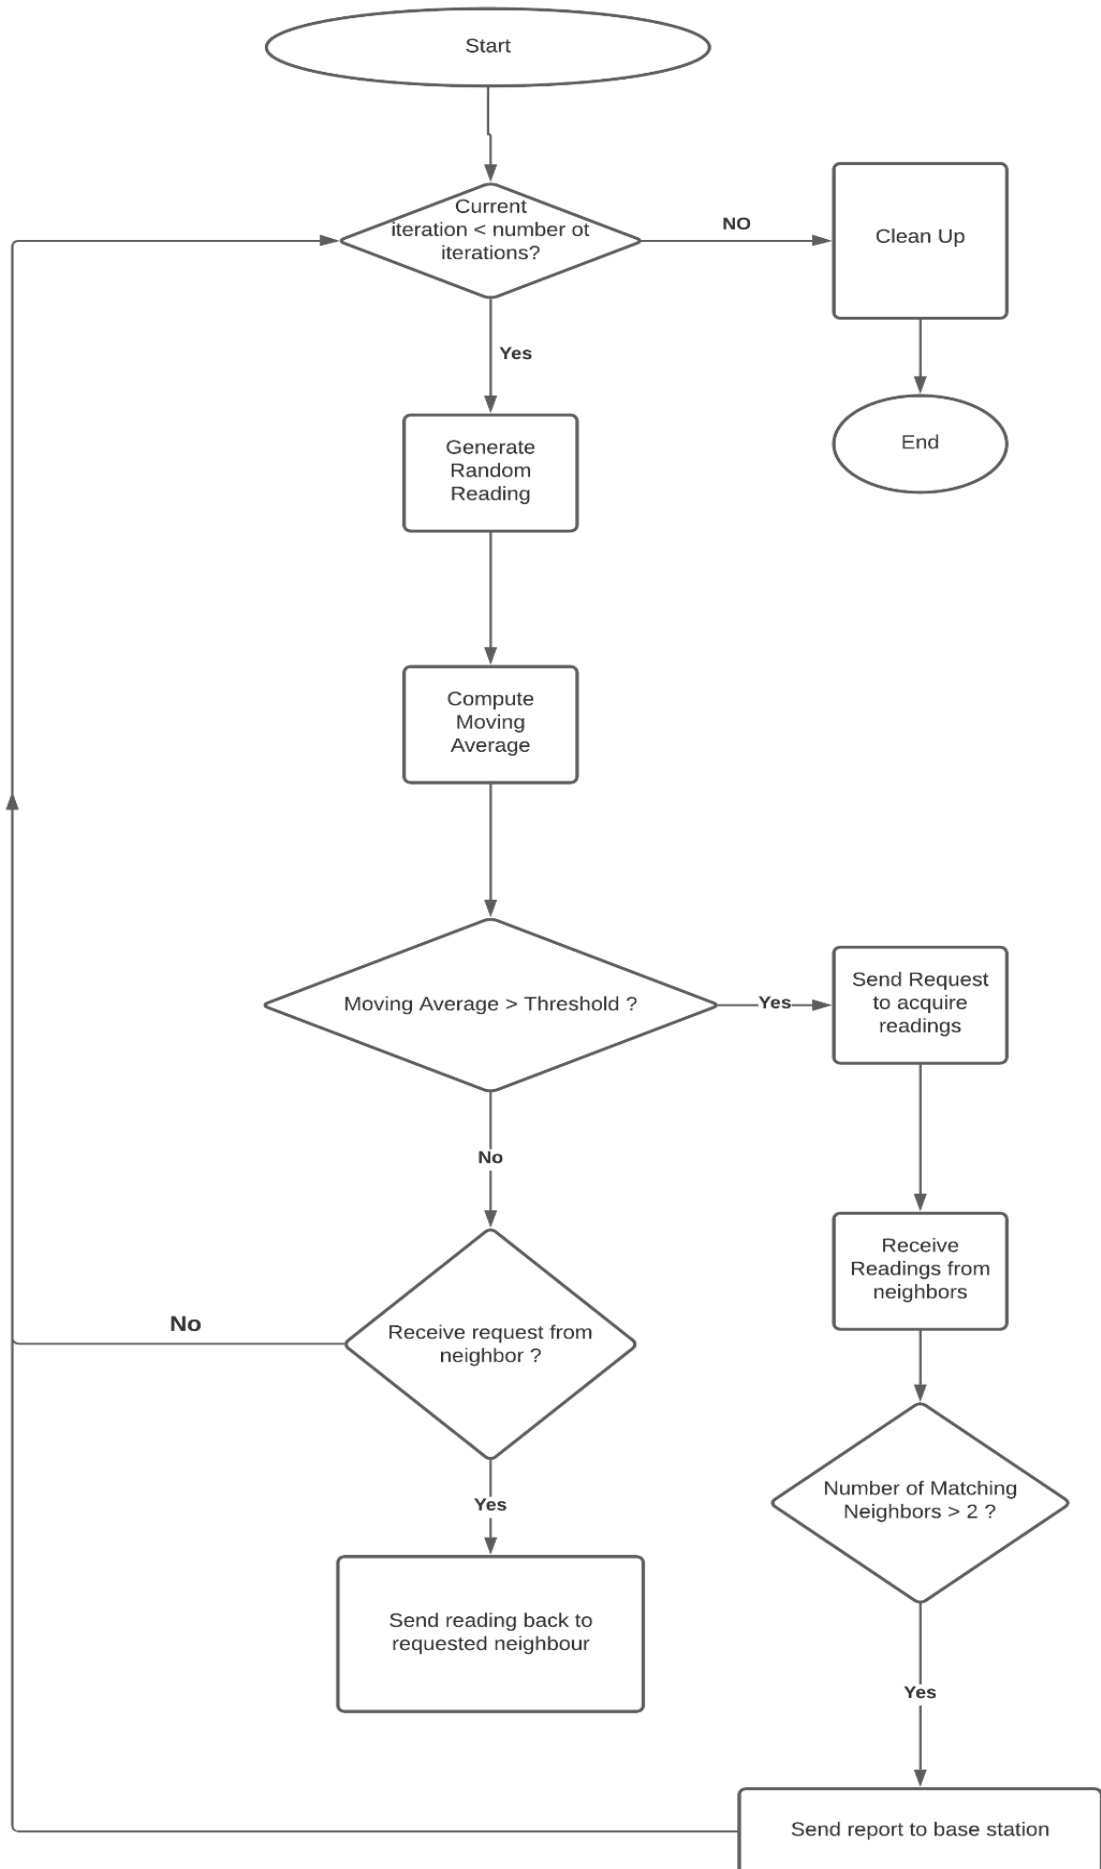 Start
Current
iteration < number of
iterations?
NO
Clean Up
Yes
End
Generate
Random
Reading
Compute
Moving
Average
Moving Average > Threshold ?
Yes
Send Request
to acquire
readings
No
Receive
Readings from
neighbors
No
Receive request from
neighbor ?
Number of Matching
Neighbors > 2 ?
Yes
Send reading back to
requested neighbour
Yes
Send report to base station